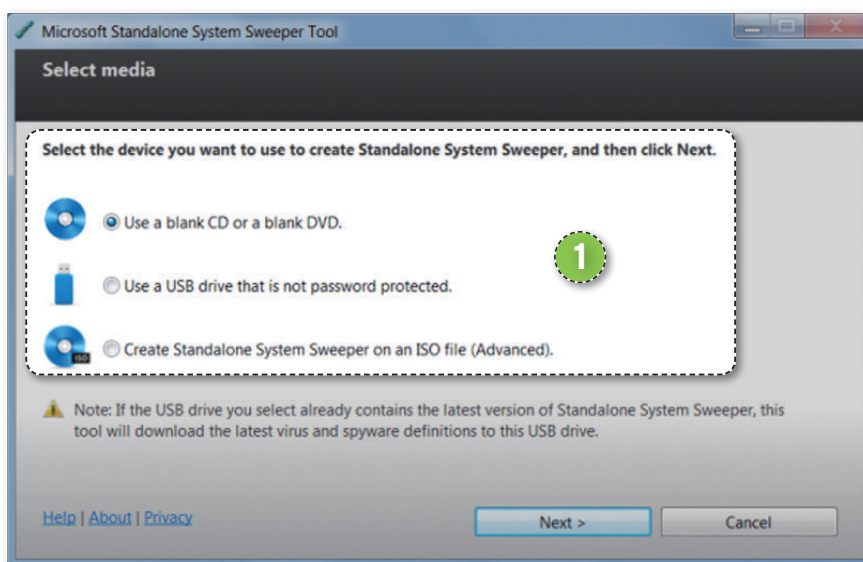 Microsoft Standalone System Sweeper Tool
Select media
Select the device you want to use to create Standalone System Sweeper, and then click Next.
Use a blank CD or a blank DVD.
1
Use a USB drive that is not password protected.
ISO
Create Standalone System Sweeper on an ISO file (Advanced).
Note: If the USB drive you select already contains the latest version of Standalone System Sweeper, this
tool will download the latest virus and spyware definitions to this USB drive.
Help | About | Privacy
Next >
Cancel